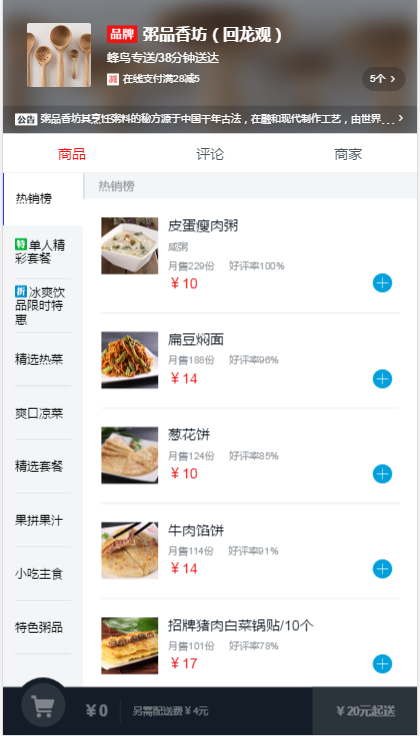 品牌 粥品香坊（回龙观）
蜂鸟专送/38分钟送达
减 在线支付满28减5
5个 >
公告 粥品香坊其烹饪粥料的秘方源于中国千年古法，在融和现代制作工艺，由世界...
商品 评论 商家
热销榜
特 单人精
彩套餐
折 冰爽饮
品限时特
惠
精选热菜
爽口凉菜
精选套餐
果拼果汁
小吃主食
特色粥品
热销榜
皮蛋瘦肉粥
咸粥
月售229份 好评率100%
￥10
扁豆焖面
月售188份 好评率96%
￥14
葱花饼
月售124份 好评率85%
￥10
牛肉馅饼
月售114份 好评率91%
￥14
招牌猪肉白菜锅贴/10个
月售101份 好评率78%
￥17
￥0 另需配送费￥4元 ￥20元起送